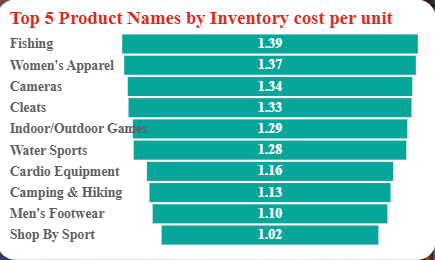 Top 5 Product Names by Inventory cost per unit
Fishing 1.39
Women's Apparel 1.37
Cameras 1.34
Cleats 1.33
Indoor/Outdoor Games 1.29
Water Sports 1.28
Cardio Equipment 1.16
Camping & Hiking 1.13
Men's Footwear 1.10
Shop By Sport 1.02